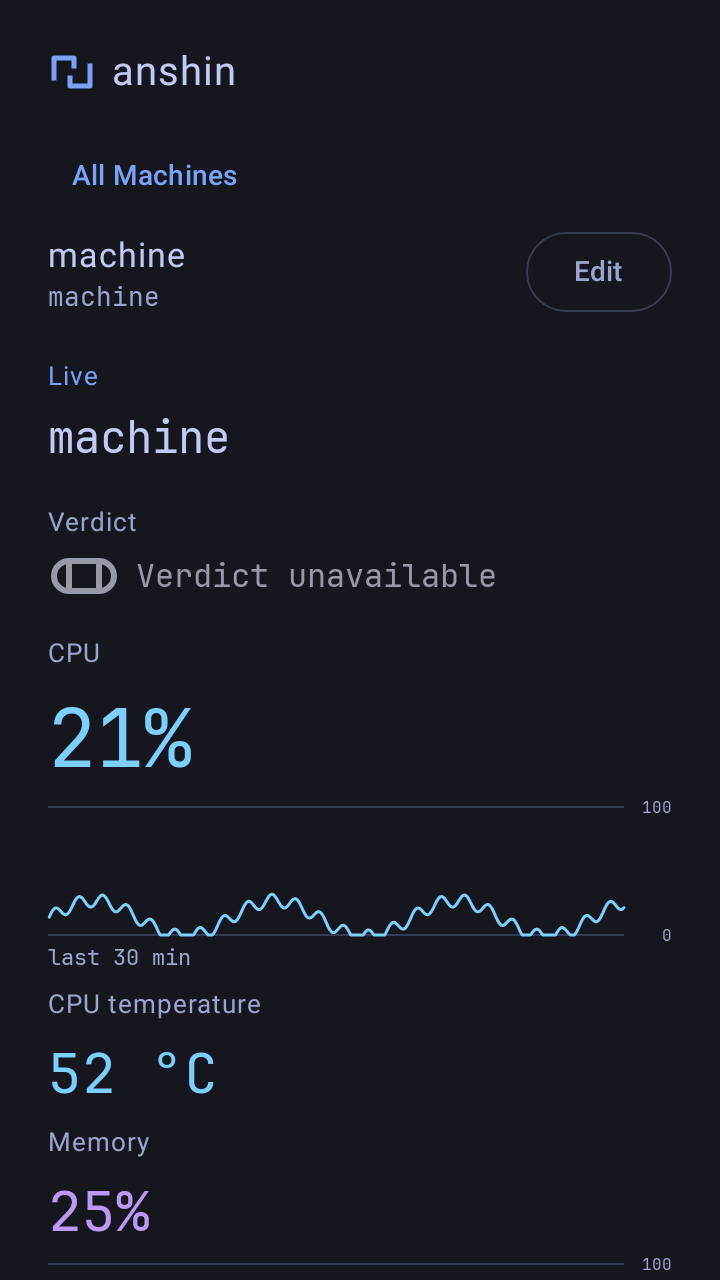 anshin
All Machines
machine
machine
Edit
Live
machine
Verdict
Verdict unavailable
CPU
21%
100
0
last 30 min
CPU temperature
52 °C
Memory
25%
100